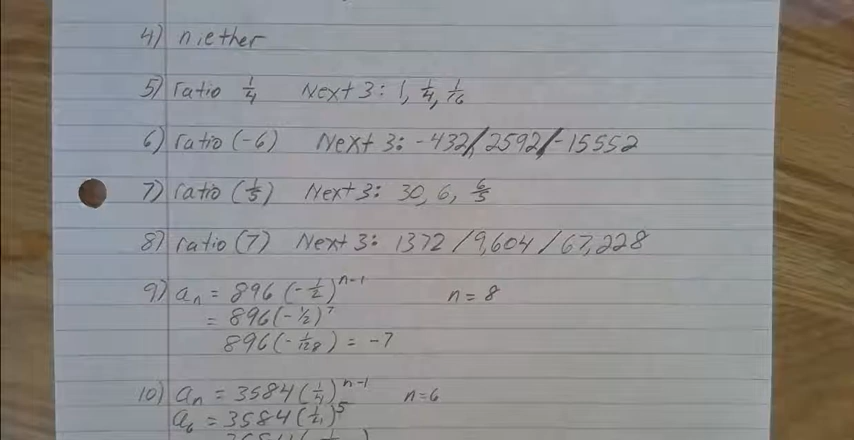 4) niether
5) ratio 1/4 Next 3: 1, 1/4, 1/16
6) ratio (-6) Next 3: -432/2592/-15552
7) ratio (1/5) Next 3: 30, 6, 6/5
8) ratio (7) Next 3: 1372/9,604/67,228
9) aₙ = 896 (-1/2)ⁿ⁻¹ n = 8
= 896 (-1/2)⁷
896 (-1/128) = -7
10) aₙ = 3584 (1/4)ⁿ⁻¹ n=6
a₆ = 3584 (1/4)⁵